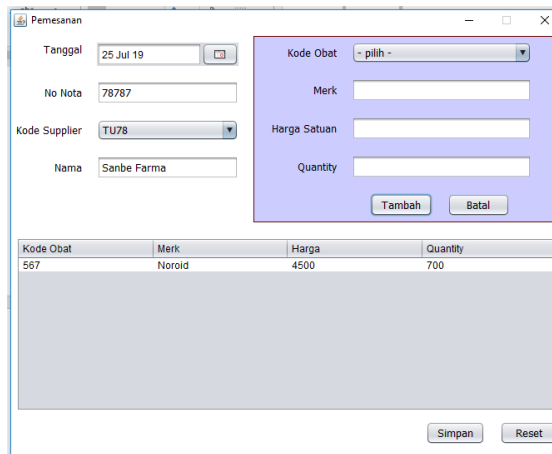 Pemesanan
Tanggal 25 Jul 19
No Nota 78787
Kode Supplier TU78
Nama Sanbe Farma
Kode Obat - pilih -
Merk
Harga Satuan
Quantity
Tambah Batal
Kode Obat Merk Harga Quantity
567 Noroid 4500 700
Simpan Reset